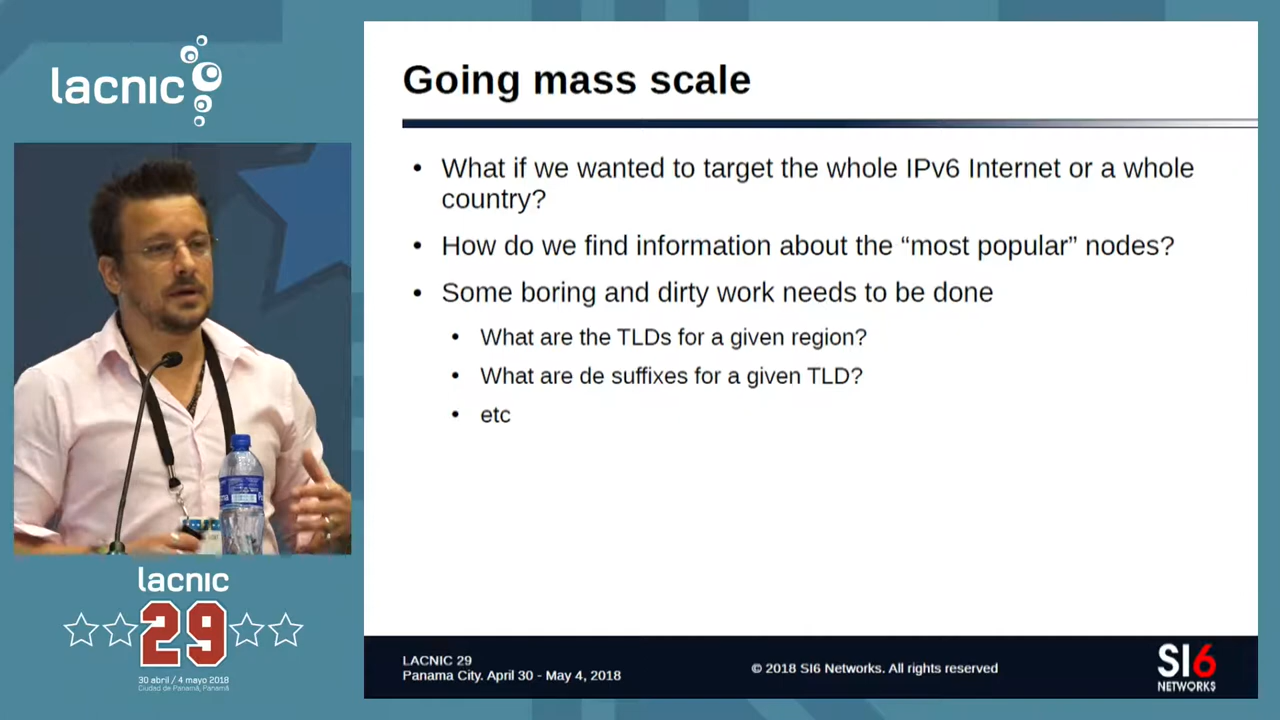 lacnic
Going mass scale
• What if we wanted to target the whole IPv6 Internet or a whole
country?
• How do we find information about the “most popular” nodes?
• Some boring and dirty work needs to be done
• What are the TLDs for a given region?
• What are de suffixes for a given TLD?
• etc
lacnic
29
30 abril / 4 mayo 2018
Ciudad de Panamá, Panamá
LACNIC 29
Panama City. April 30 - May 4, 2018
© 2018 SI6 Networks. All rights reserved
SI6
NETWORKS